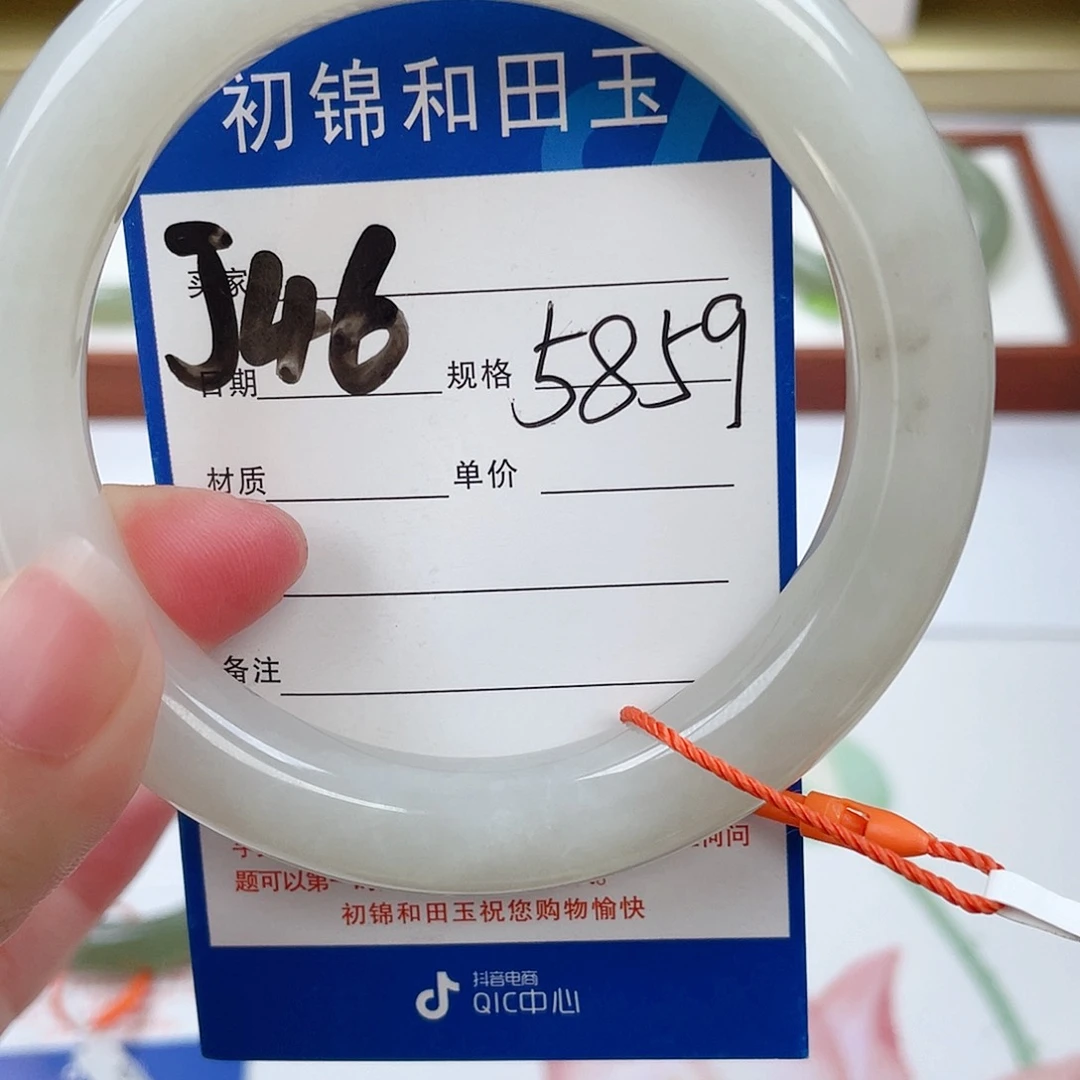 初锦和田玉
J46
买家
日期 规格 5859
材质 单价
备注
问
题可以第一
初锦和田玉祝您购物愉快
抖音电商
QIC中心